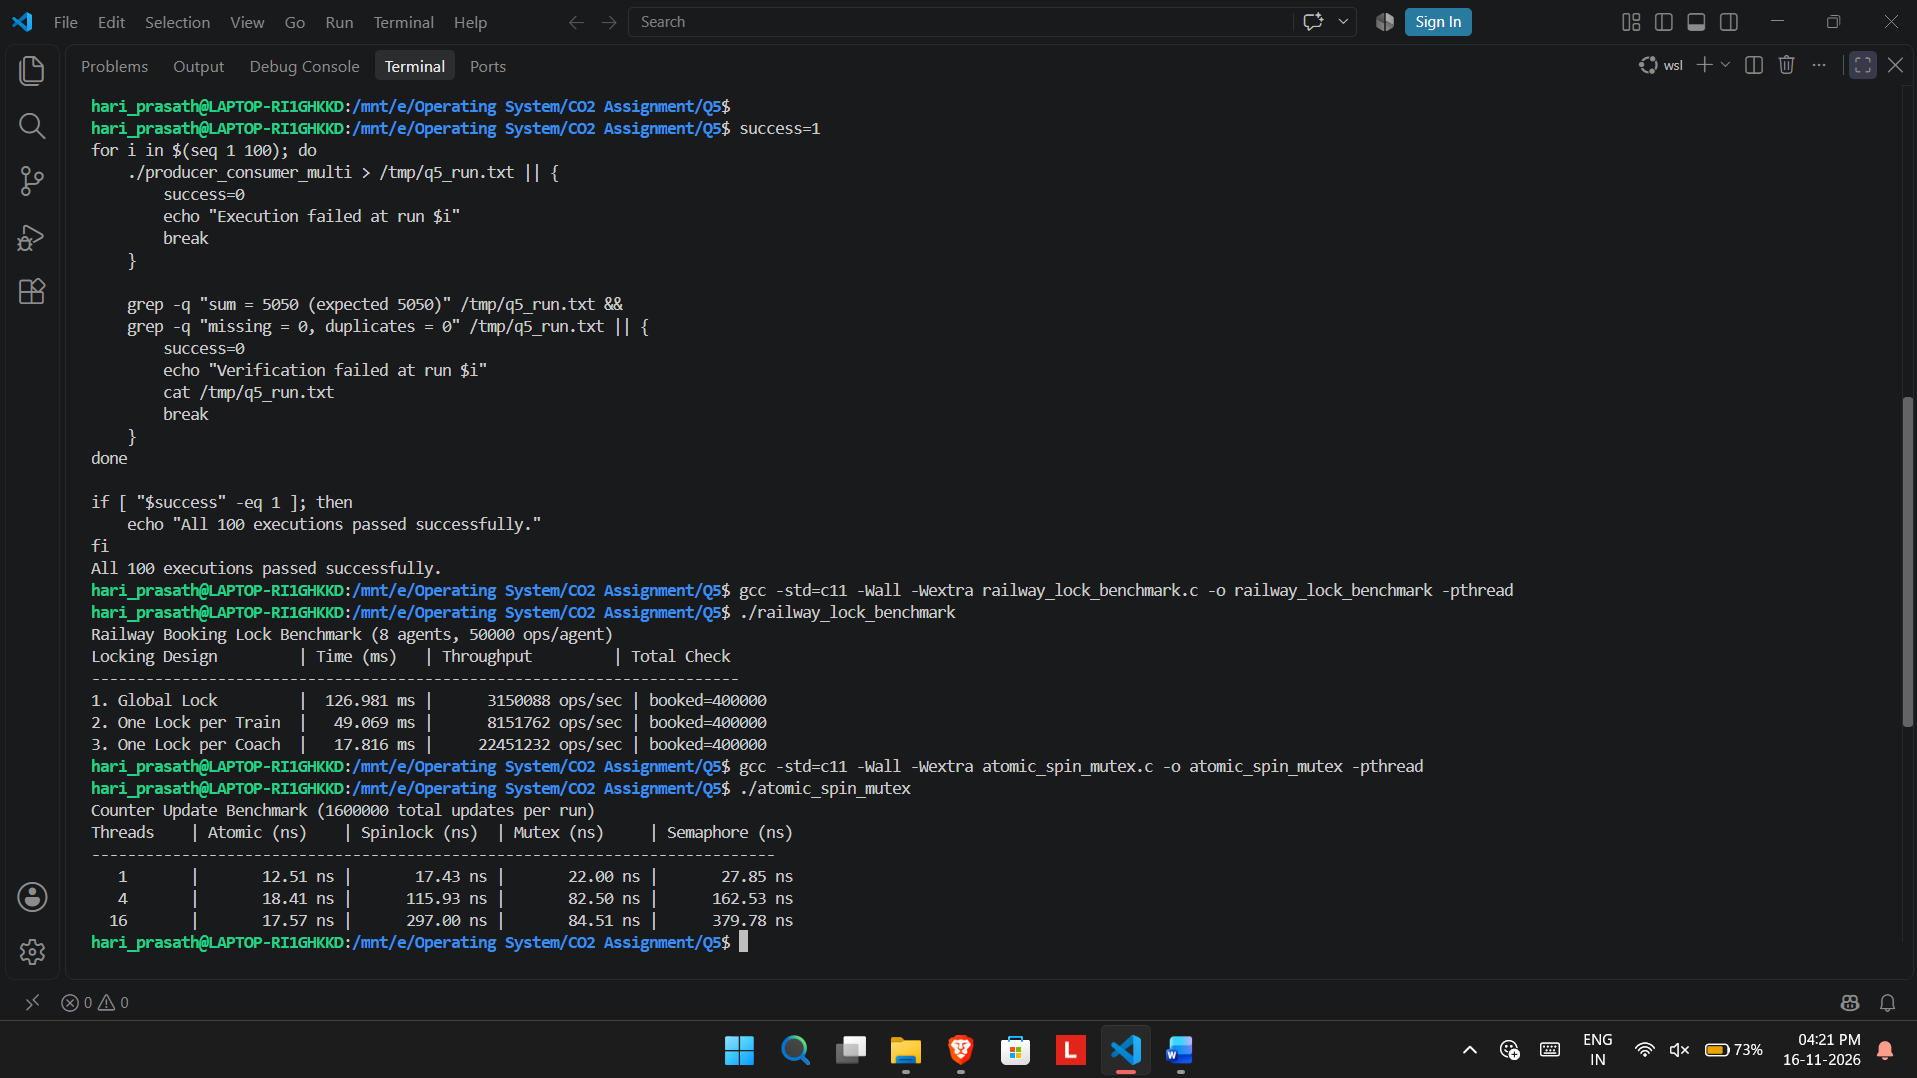 File Edit Selection View Go Run Terminal Help
Search
Sign In
Problems Output Debug Console Terminal Ports
wsl
hari_prasath@LAPTOP-RI1GHKKD:/mnt/e/Operating System/CO2 Assignment/Q5$
hari_prasath@LAPTOP-RI1GHKKD:/mnt/e/Operating System/CO2 Assignment/Q5$ success=1
for i in $(seq 1 100); do
    ./producer_consumer_multi > /tmp/q5_run.txt || {
        success=0
        echo "Execution failed at run $i"
        break
    }
    grep -q "sum = 5050 (expected 5050)" /tmp/q5_run.txt &&
    grep -q "missing = 0, duplicates = 0" /tmp/q5_run.txt || {
        success=0
        echo "Verification failed at run $i"
        cat /tmp/q5_run.txt
        break
    }
done
if [ "$success" -eq 1 ]; then
    echo "All 100 executions passed successfully."
fi
All 100 executions passed successfully.
hari_prasath@LAPTOP-RI1GHKKD:/mnt/e/Operating System/CO2 Assignment/Q5$ gcc -std=c11 -Wall -Wextra railway_lock_benchmark.c -o railway_lock_benchmark -pthread
hari_prasath@LAPTOP-RI1GHKKD:/mnt/e/Operating System/CO2 Assignment/Q5$ ./railway_lock_benchmark
Railway Booking Lock Benchmark (8 agents, 50000 ops/agent)
Locking Design         | Time (ms)   | Throughput         | Total Check
------------------------------------------------------------------------
1. Global Lock         |  126.981 ms |      3150088 ops/sec | booked=400000
2. One Lock per Train  |   49.069 ms |      8151762 ops/sec | booked=400000
3. One Lock per Coach  |   17.816 ms |     22451232 ops/sec | booked=400000
hari_prasath@LAPTOP-RI1GHKKD:/mnt/e/Operating System/CO2 Assignment/Q5$ gcc -std=c11 -Wall -Wextra atomic_spin_mutex.c -o atomic_spin_mutex -pthread
hari_prasath@LAPTOP-RI1GHKKD:/mnt/e/Operating System/CO2 Assignment/Q5$ ./atomic_spin_mutex
Counter Update Benchmark (1600000 total updates per run)
Threads    | Atomic (ns)    | Spinlock (ns)  | Mutex (ns)     | Semaphore (ns)
----------------------------------------------------------------------------
   1       |       12.51 ns |       17.43 ns |       22.00 ns |       27.85 ns
   4       |       18.41 ns |      115.93 ns |       82.50 ns |      162.53 ns
  16       |       17.57 ns |      297.00 ns |       84.51 ns |      379.78 ns
hari_prasath@LAPTOP-RI1GHKKD:/mnt/e/Operating System/CO2 Assignment/Q5$
0 0
L
W
ENG
IN
73%
04:21 PM
16-11-2026